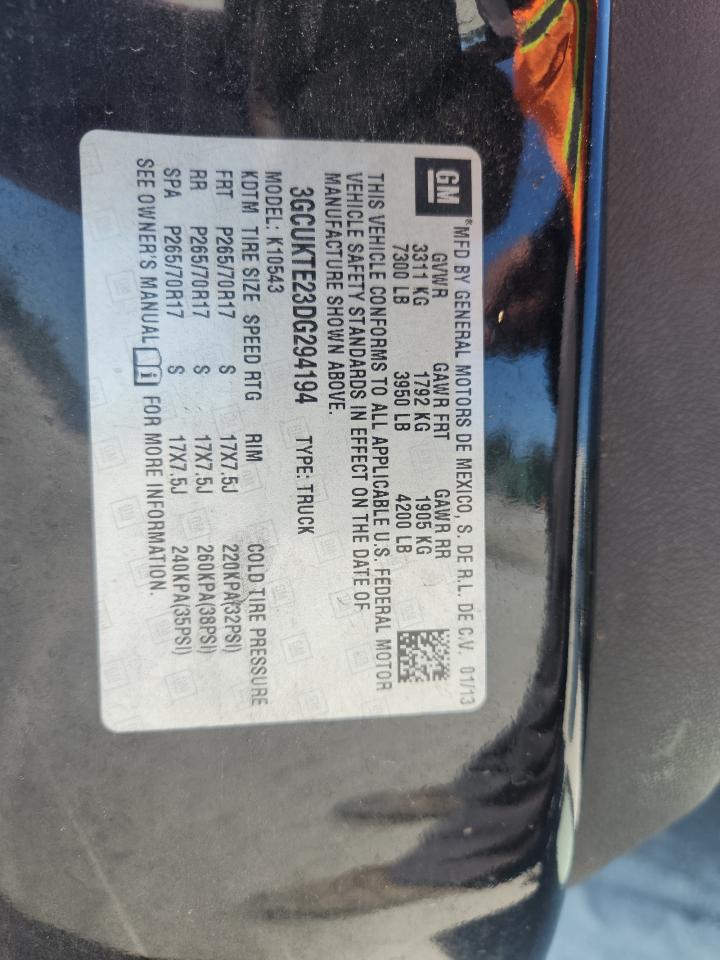 GM
*MFD BY GENERAL MOTORS DE MEXICO, S. DE R.L. DE C.V. 01/13
GVWR GAWR FRT GAWR RR
3311 KG 1792 KG 1905 KG
7300 LB 3950 LB 4200 LB
THIS VEHICLE CONFORMS TO ALL APPLICABLE U.S. FEDERAL MOTOR
VEHICLE SAFETY STANDARDS IN EFFECT ON THE DATE OF
MANUFACTURE SHOWN ABOVE.
3GCUKTE23DG294194 TYPE: TRUCK
MODEL: K10543
KDTM TIRE SIZE SPEED RTG RIM COLD TIRE PRESSURE
FRT P265/70R17 S 17X7.5J 220KPA(32PSI)
RR P265/70R17 S 17X7.5J 260KPA(38PSI)
SPA P265/70R17 S 17X7.5J 240KPA(35PSI)
SEE OWNER'S MANUAL i FOR MORE INFORMATION.